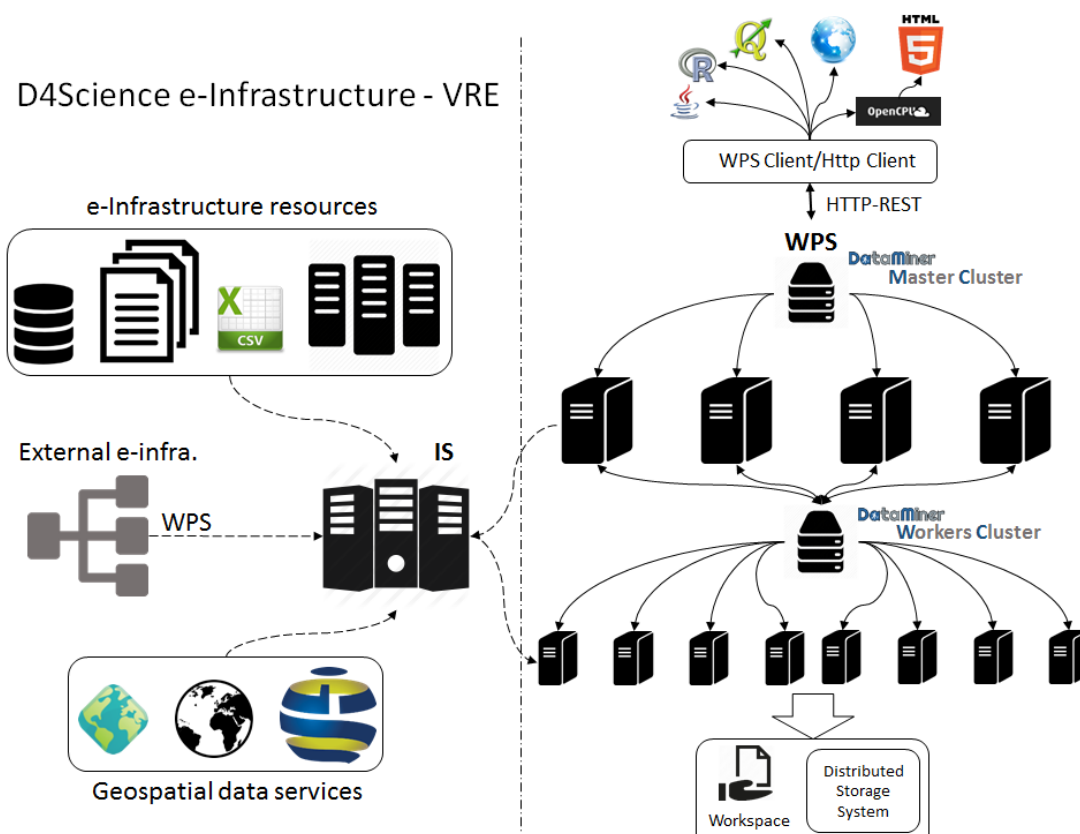 D4Science e-Infrastructure - VRE
e-Infrastructure resources
X
CSV
External e-infra.
WPS
IS
Geospatial data services
HTML
5
R
Q
Java
OpenCPU
WPS Client/Http Client
HTTP-REST
WPS
DataMiner
Master Cluster
DataMiner
Workers Cluster
Workspace
Distributed
Storage
System